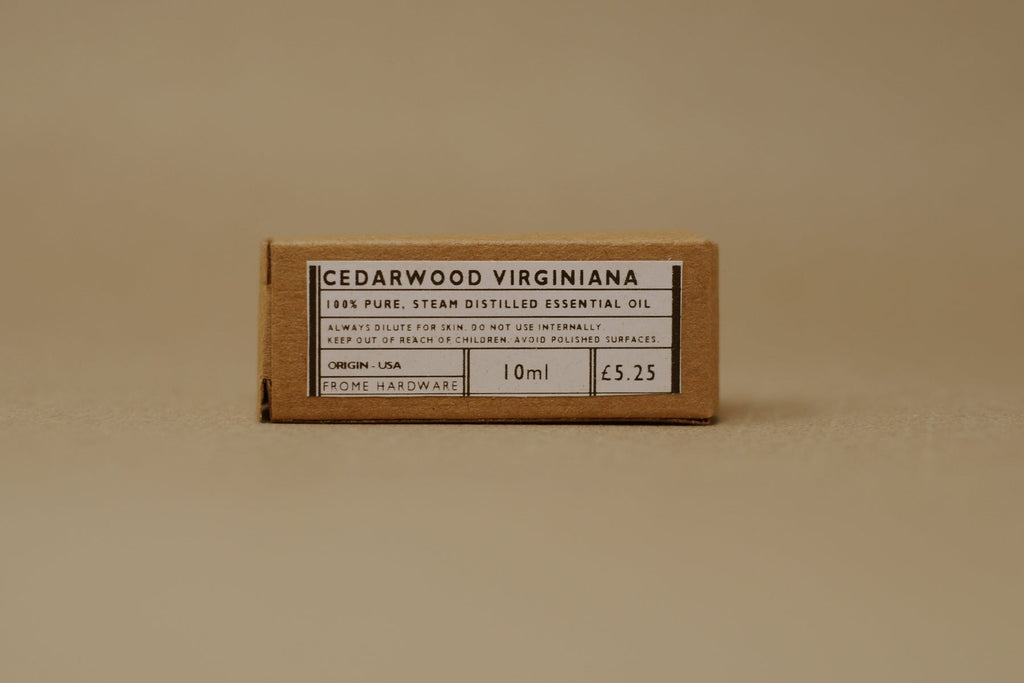 CEDARWOOD VIRGINIANA
100% PURE, STEAM DISTILLED ESSENTIAL OIL
ALWAYS DILUTE FOR SKIN. DO NOT USE INTERNALLY.
KEEP OUT OF REACH OF CHILDREN. AVOID POLISHED SURFACES.
ORIGIN - USA
FROME HARDWARE
10ml
£5.25